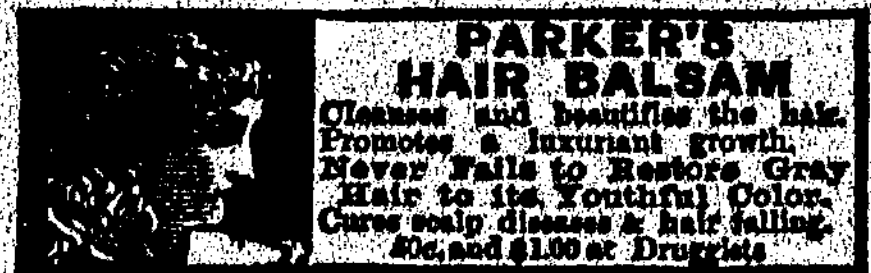 PARKER'S
HAIR BALSAM
Cleanses and beautifies the hair.
Promotes a luxuriant growth.
Never Fails to Restore Gray
Hair to its Youthful Color.
Cures scalp diseases & hair falling.
and $1.00 at Druggists